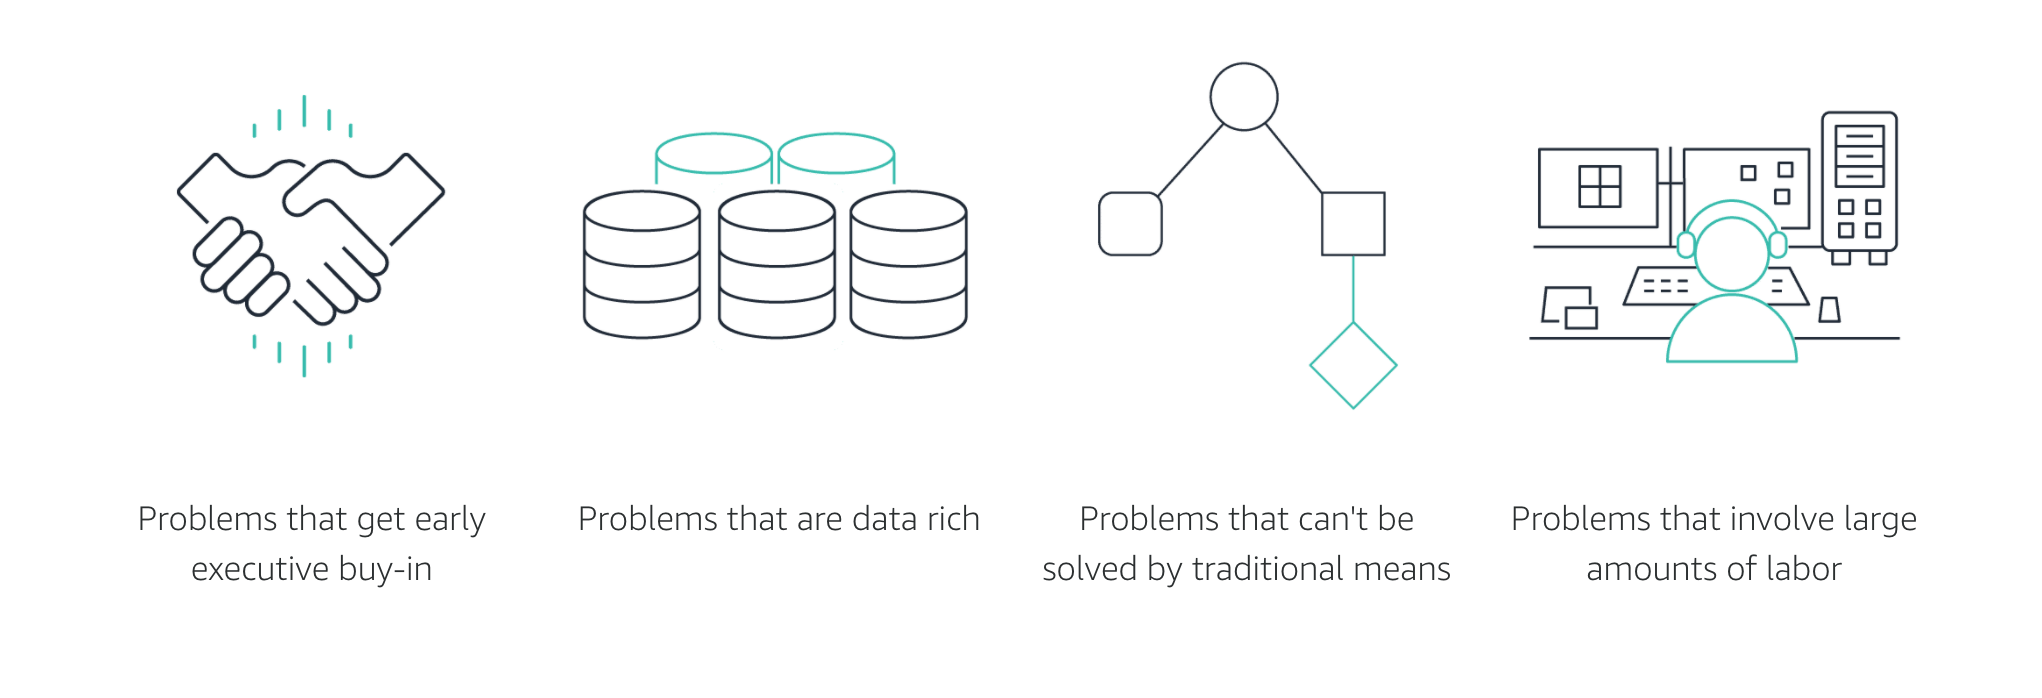 Problems that get early
executive buy-in
Problems that are data rich
Problems that can't be
solved by traditional means
Problems that involve large
amounts of labor